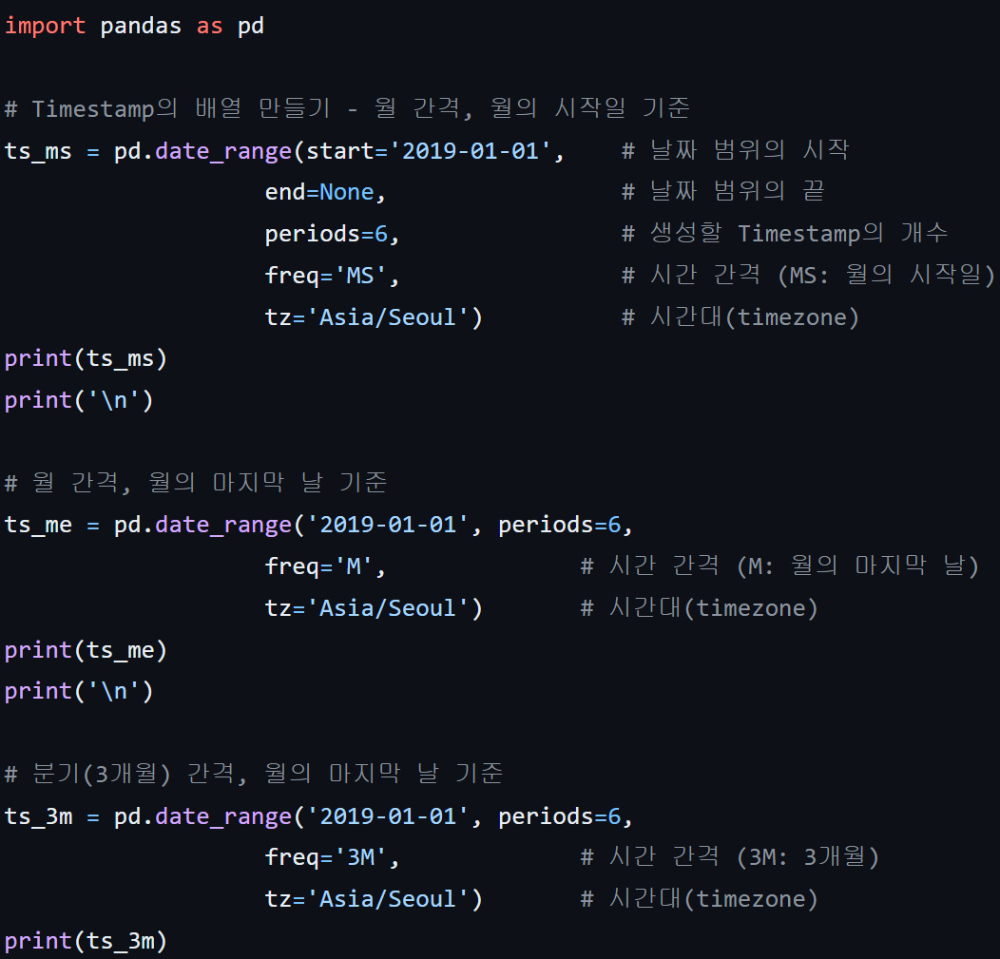 import pandas as pd
# Timestamp의 배열 만들기 - 월 간격, 월의 시작일 기준
ts_ms = pd.date_range(start='2019-01-01',    # 날짜 범위의 시작
                   end=None,                 # 날짜 범위의 끝
                   periods=6,                # 생성할 Timestamp의 개수
                   freq='MS',                # 시간 간격 (MS: 월의 시작일)
                   tz='Asia/Seoul')          # 시간대(timezone)
print(ts_ms)
print('\n')
# 월 간격, 월의 마지막 날 기준
ts_me = pd.date_range('2019-01-01', periods=6,
                   freq='M',              # 시간 간격 (M: 월의 마지막 날)
                   tz='Asia/Seoul')       # 시간대(timezone)
print(ts_me)
print('\n')
# 분기(3개월) 간격, 월의 마지막 날 기준
ts_3m = pd.date_range('2019-01-01', periods=6,
                   freq='3M',             # 시간 간격 (3M: 3개월)
                   tz='Asia/Seoul')       # 시간대(timezone)
print(ts_3m)